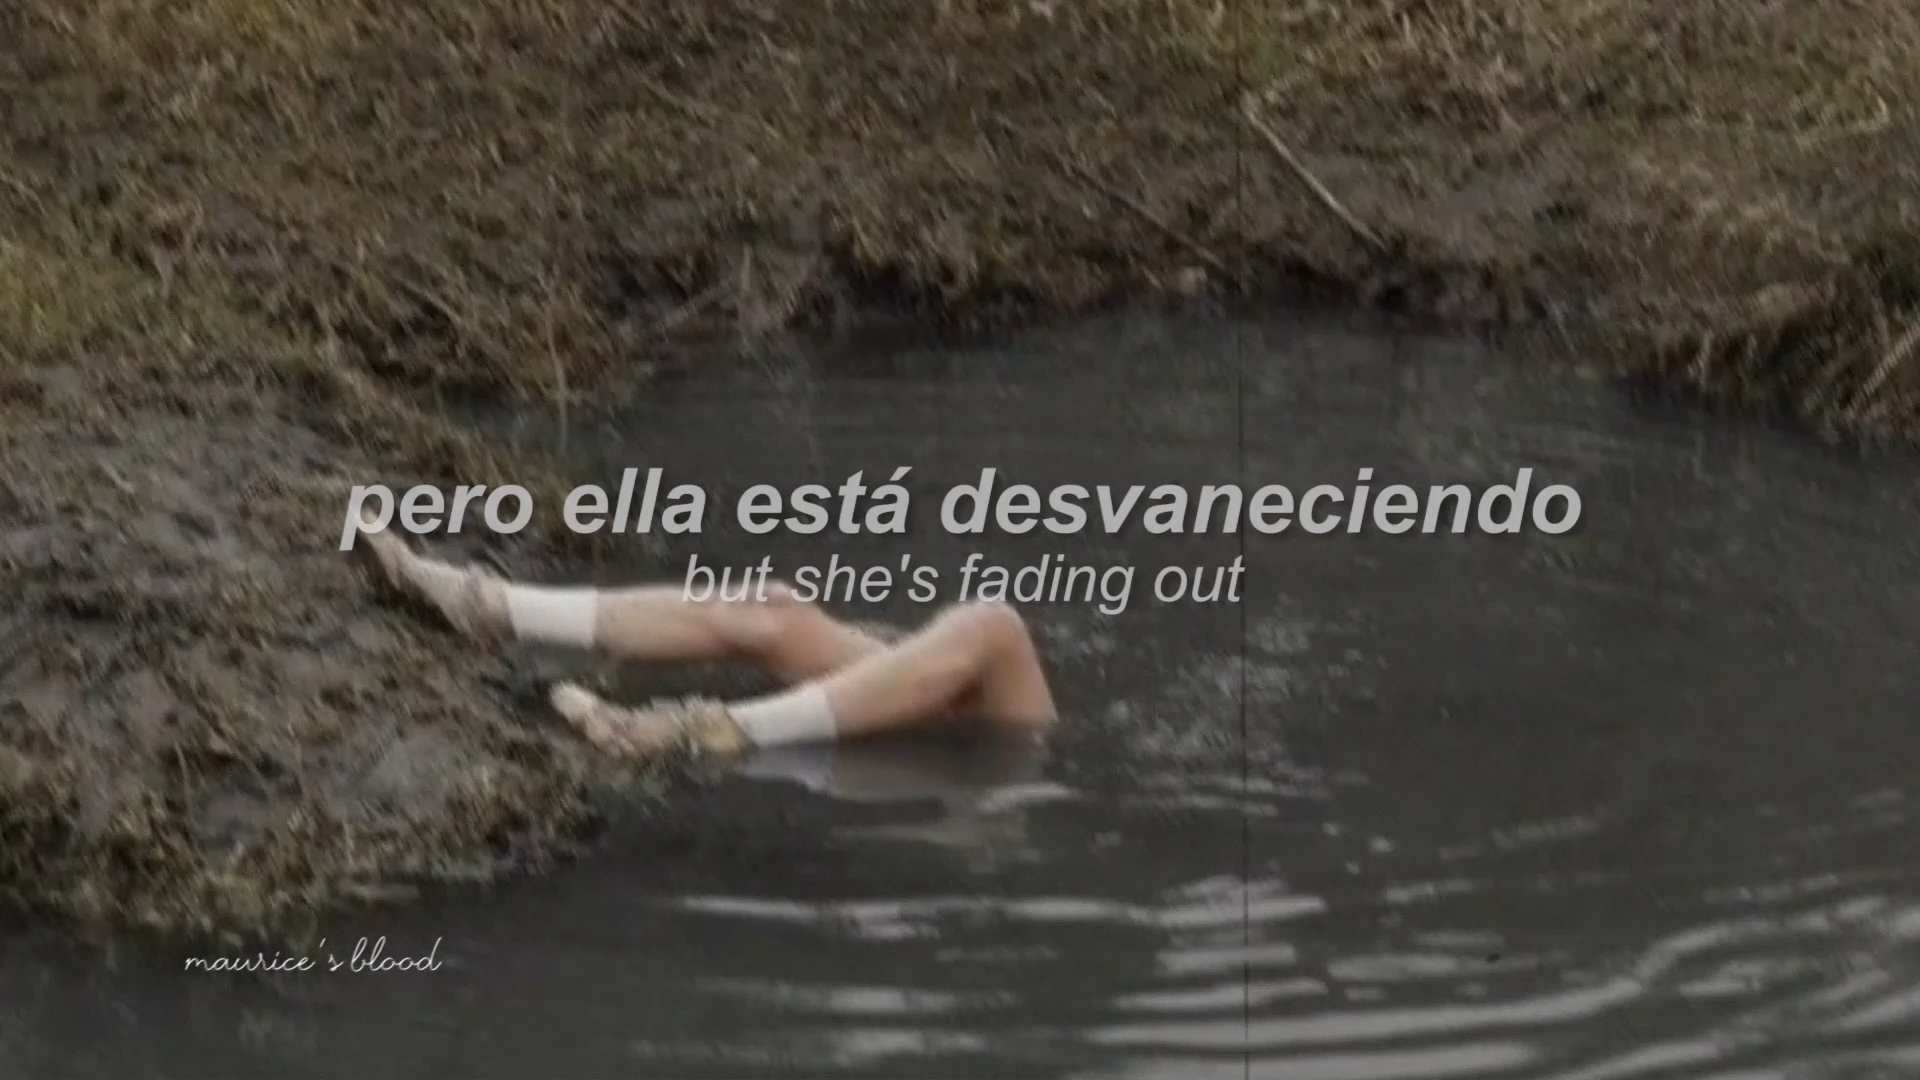 pero ella está desvaneciendo
but she's fading out
maurice's blood